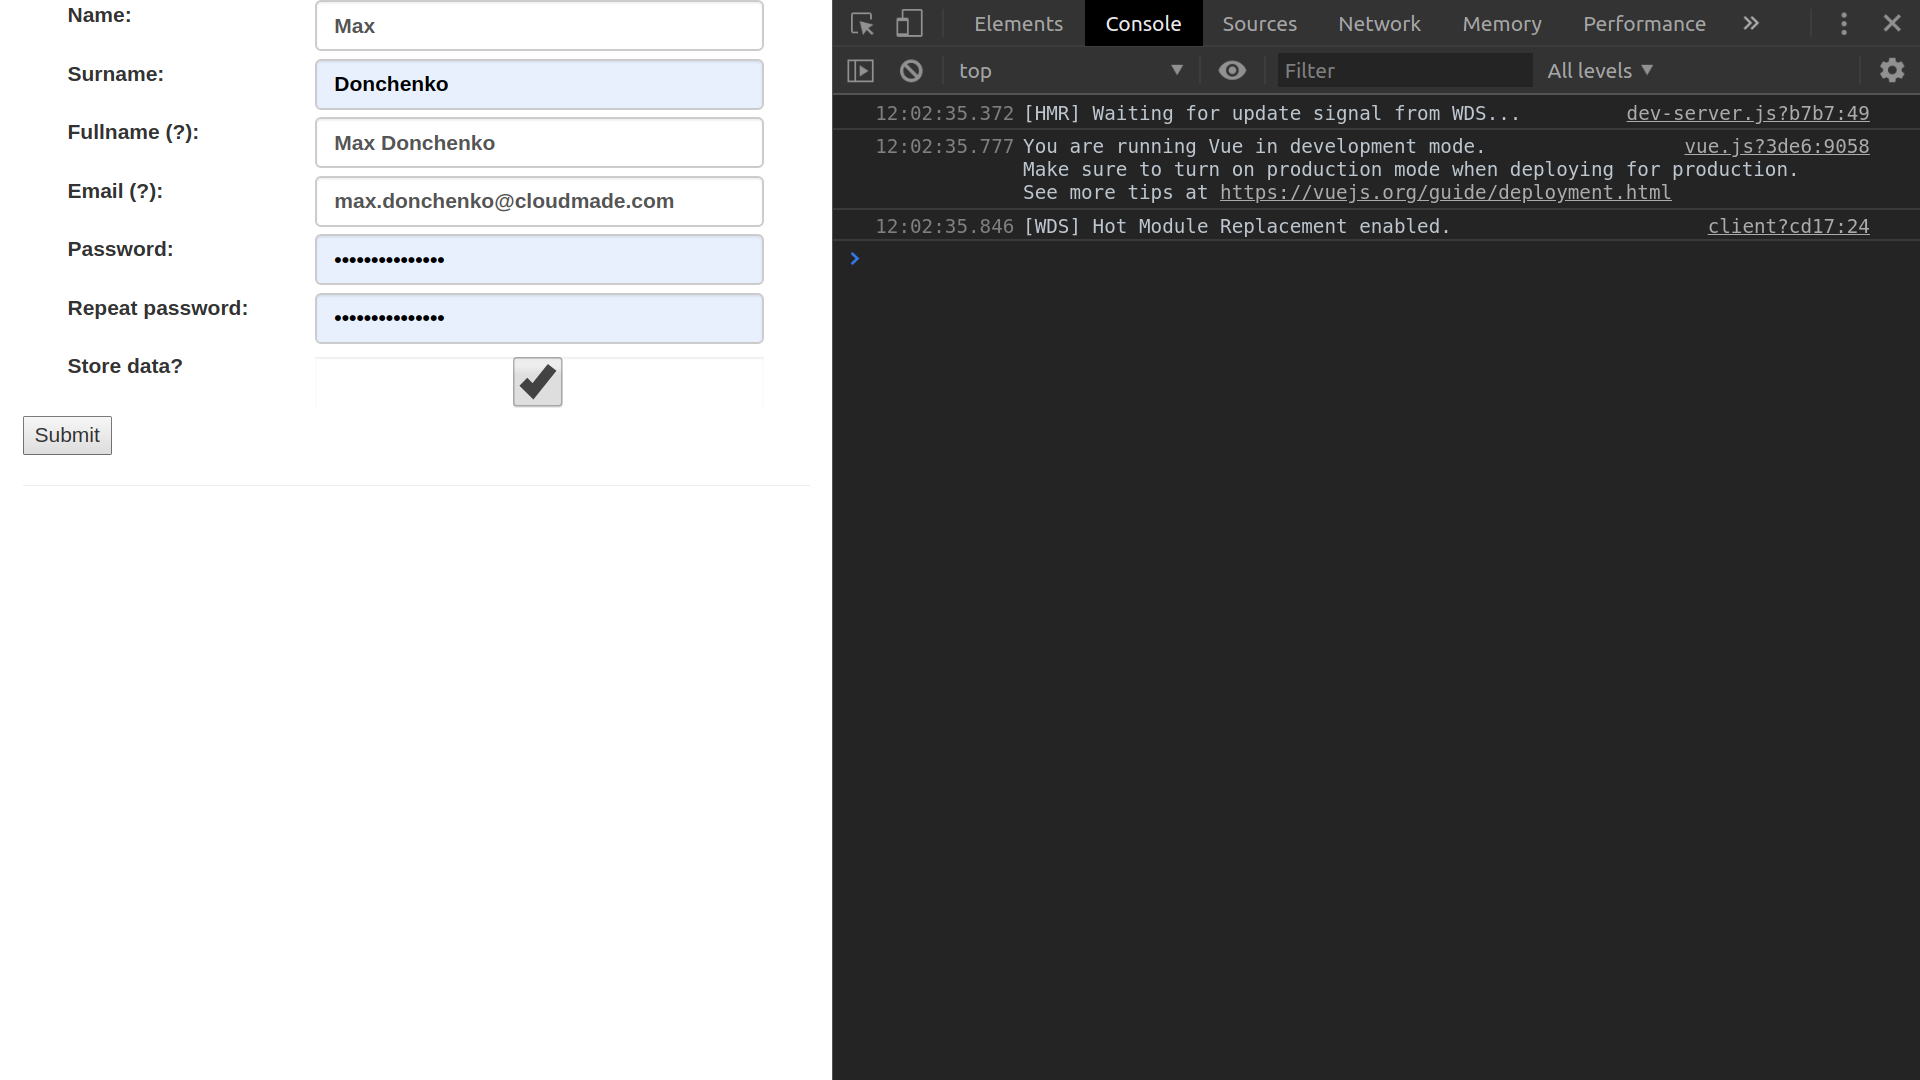 Name:
Max
Surname:
Donchenko
Fullname (?):
Max Donchenko
Email (?):
max.donchenko@cloudmade.com
Password:
•••••••••••••••
Repeat password:
•••••••••••••••
Store data?
Submit
Elements Console Sources Network Memory Performance »
top ▼ Filter All levels ▼
12:02:35.372 [HMR] Waiting for update signal from WDS... dev-server.js?b7b7:49
12:02:35.777 You are running Vue in development mode. vue.js?3de6:9058
Make sure to turn on production mode when deploying for production.
See more tips at https://vuejs.org/guide/deployment.html
12:02:35.846 [WDS] Hot Module Replacement enabled. client?cd17:24